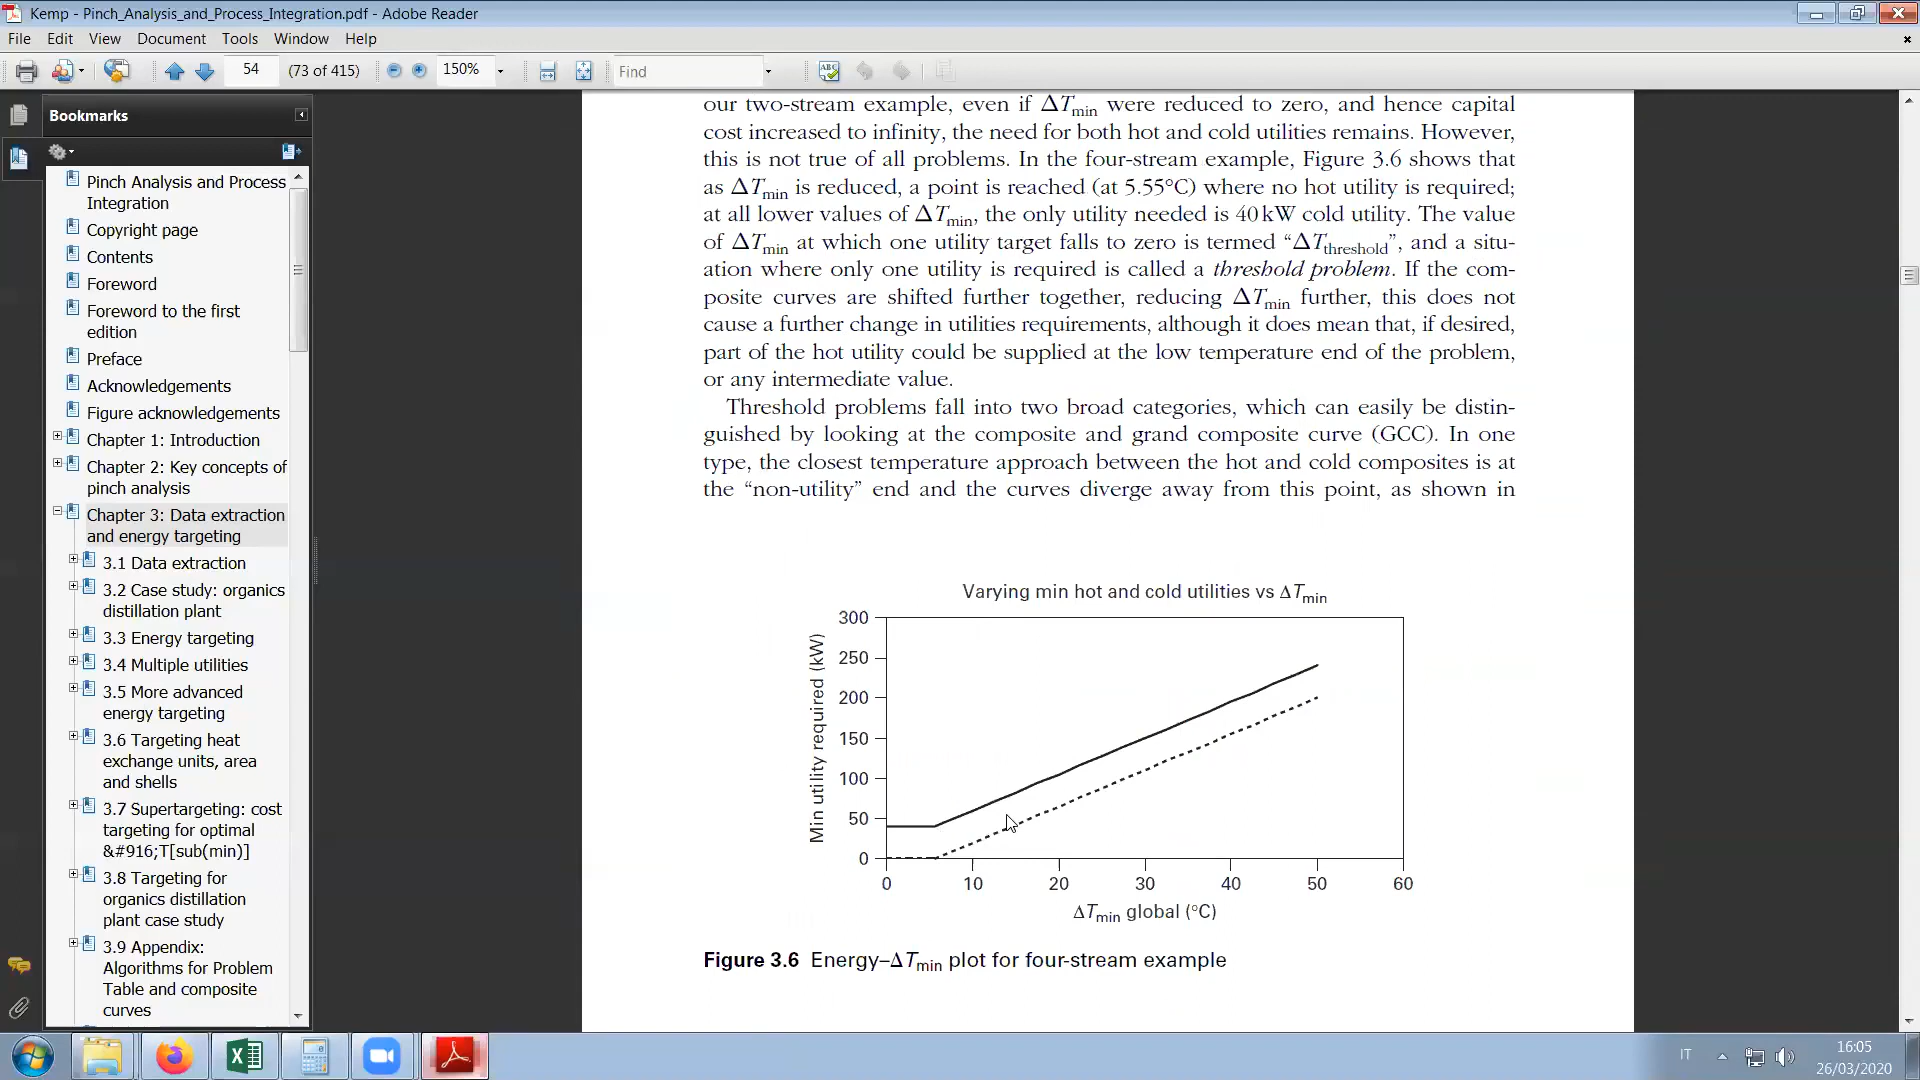 Kemp - Pinch_Analysis_and_Process_Integration.pdf - Adobe Reader
File Edit View Document Tools Window Help
54 (73 of 415) 150% Find
Bookmarks
Pinch Analysis and Process
Integration
Copyright page
Contents
Foreword
Foreword to the first
edition
Preface
Acknowledgements
Figure acknowledgements
Chapter 1: Introduction
Chapter 2: Key concepts of
pinch analysis
Chapter 3: Data extraction
and energy targeting
3.1 Data extraction
3.2 Case study: organics
distillation plant
3.3 Energy targeting
3.4 Multiple utilities
3.5 More advanced
energy targeting
3.6 Targeting heat
exchange units, area
and shells
3.7 Supertargeting: cost
targeting for optimal
&#916;T[sub(min)]
3.8 Targeting for
organics distillation
plant case study
3.9 Appendix:
Algorithms for Problem
Table and composite
curves
our two-stream example, even if ΔTmin were reduced to zero, and hence capital
cost increased to infinity, the need for both hot and cold utilities remains. However,
this is not true of all problems. In the four-stream example, Figure 3.6 shows that
as ΔTmin is reduced, a point is reached (at 5.55°C) where no hot utility is required;
at all lower values of ΔTmin, the only utility needed is 40 kW cold utility. The value
of ΔTmin at which one utility target falls to zero is termed “ΔTthreshold”, and a situ-
ation where only one utility is required is called a threshold problem. If the com-
posite curves are shifted further together, reducing ΔTmin further, this does not
cause a further change in utilities requirements, although it does mean that, if desired,
part of the hot utility could be supplied at the low temperature end of the problem,
or any intermediate value.
Threshold problems fall into two broad categories, which can easily be distin-
guished by looking at the composite and grand composite curve (GCC). In one
type, the closest temperature approach between the hot and cold composites is at
the “non-utility” end and the curves diverge away from this point, as shown in
Varying min hot and cold utilities vs ΔTmin
Min utility required (kW)
300
250
200
150
100
50
0
0 10 20 30 40 50 60
ΔTmin global (°C)
Figure 3.6 Energy–ΔTmin plot for four-stream example
IT
16:05
26/03/2020